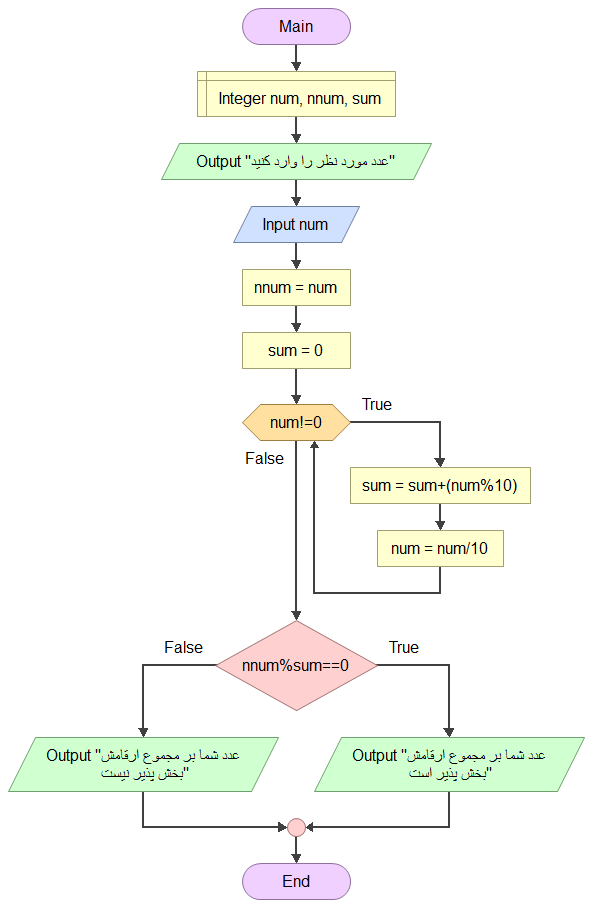 Main
Integer num, nnum, sum
Output "عدد مورد نظر را وارد کنید"
Input num
nnum = num
sum = 0
num!=0
True
False
sum = sum+(num%10)
num = num/10
nnum%sum==0
False
True
Output "عدد شما بر مجموع ارقامش
بخش پذیر نیست"
Output "عدد شما بر مجموع ارقامش
بخش پذیر است"
End